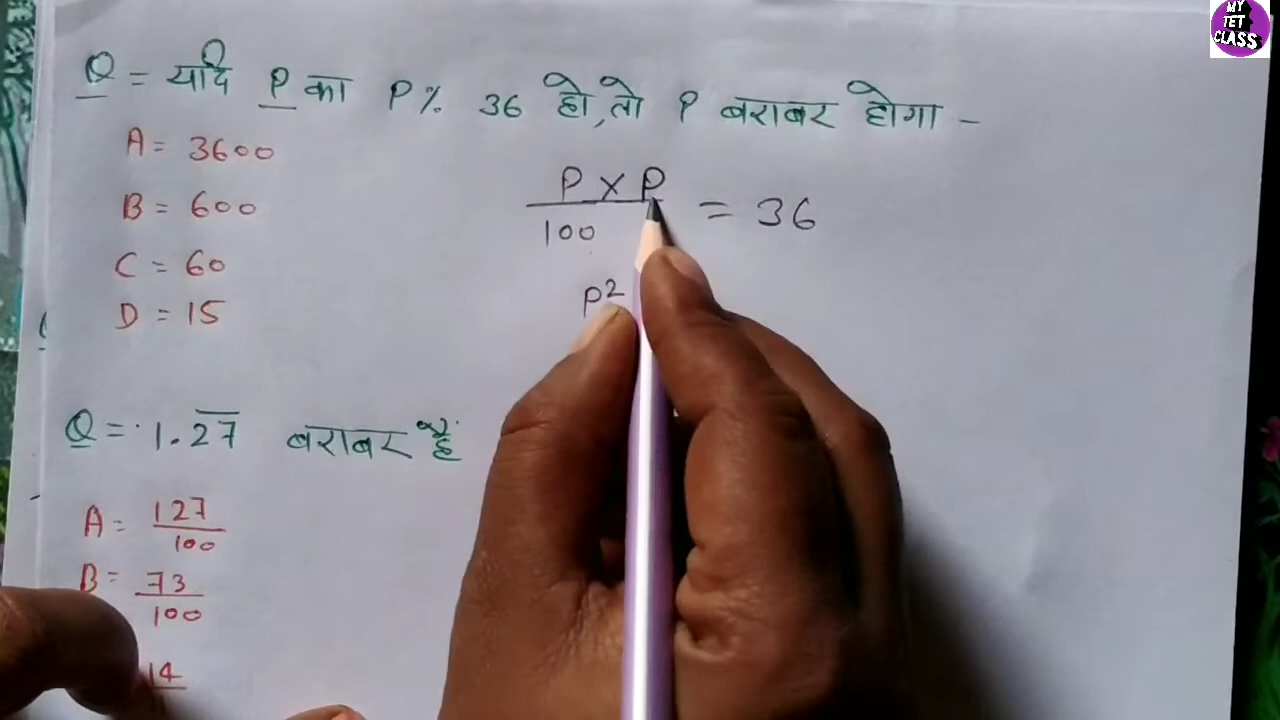 MY
TET
CLASS
Q = यदि P का P% 36 हो, तो P बराबर होगा -
A = 3600
B = 600
C = 60
D = 15
P × P
100
= 36
P²
Q = 1.2̅7̅ बराबर है
A = 127
100
B = 73
100
14